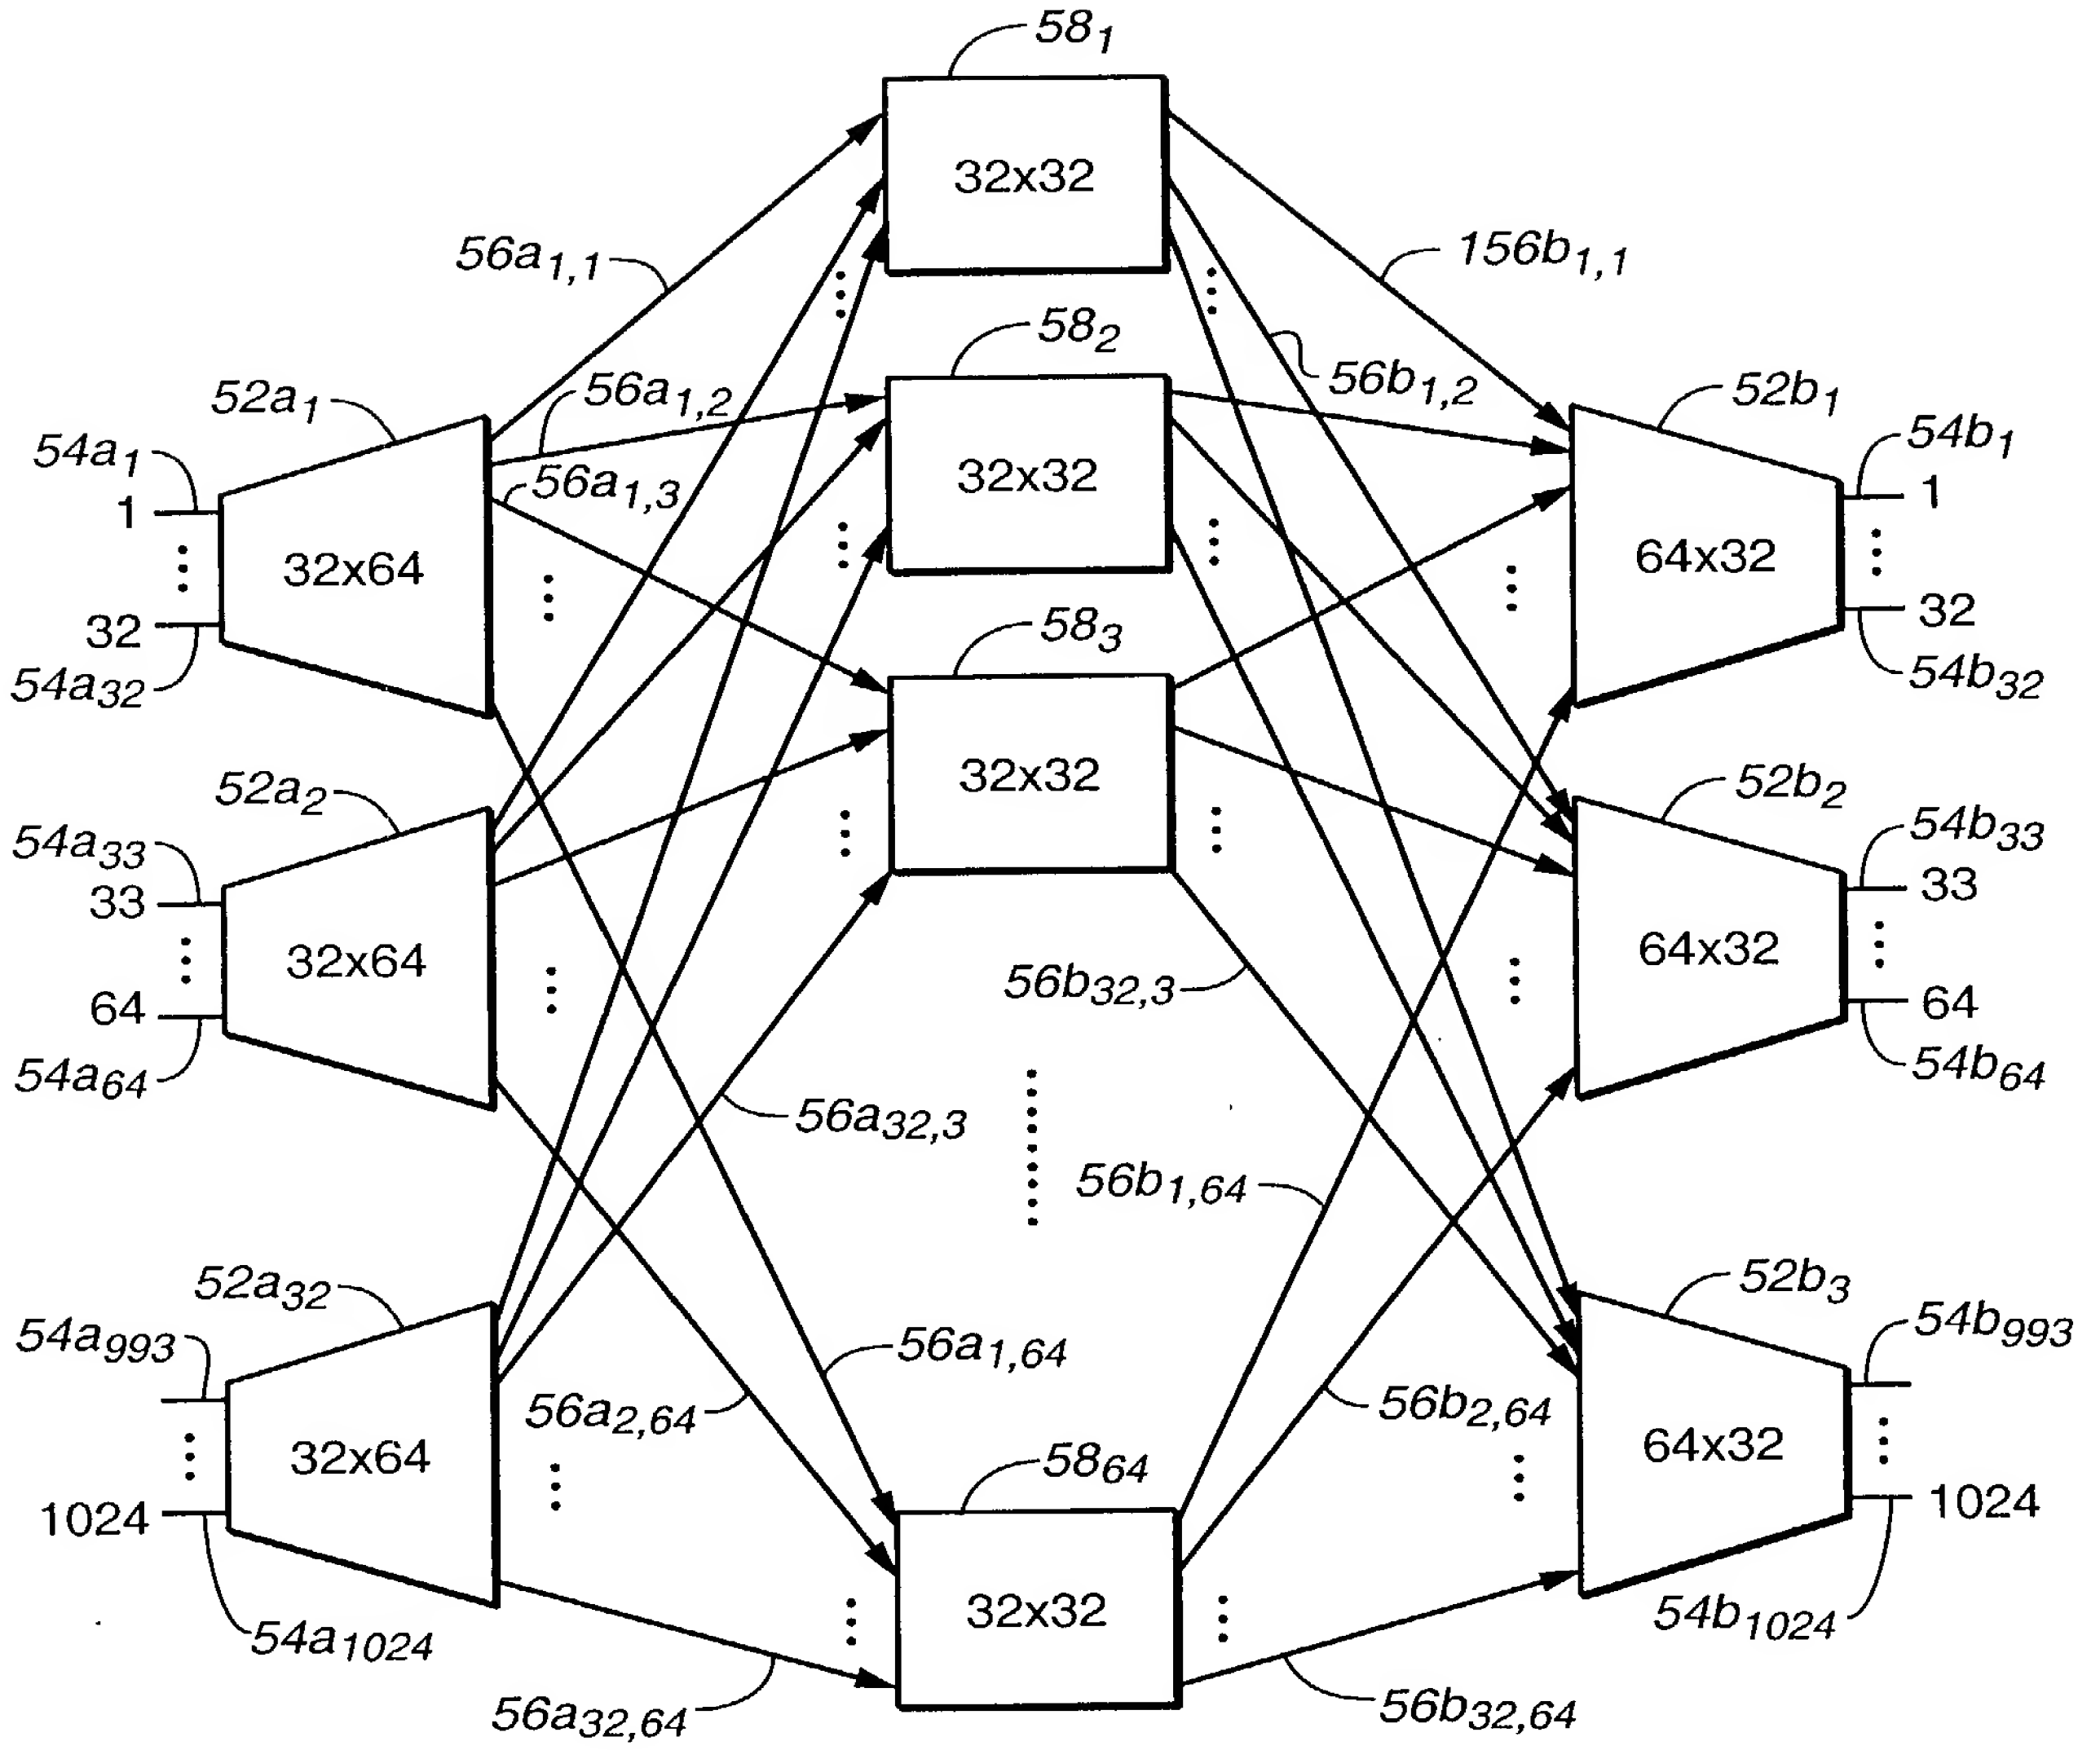 58₁
32x32
56a₁,₁
156b₁,₁
58₂
56a₁,₂
56b₁,₂
52a₁
52b₁
54a₁
54b₁
1
1
56a₁,₃
32x32
32x64
64x32
32
32
58₃
54a₃₂
54b₃₂
52a₂
32x32
52b₂
54a₃₃
54b₃₃
33
33
32x64
64x32
56b₃₂,₃
64
64
54a₆₄
54b₆₄
56a₃₂,₃
56b₁,₆₄
52a₃₂
52b₃
54a₉₉₃
54b₉₉₃
56a₁,₆₄
56a₂,₆₄
56b₂,₆₄
32x64
64x32
58₆₄
1024
1024
32x32
54a₁₀₂₄
54b₁₀₂₄
56a₃₂,₆₄
56b₃₂,₆₄